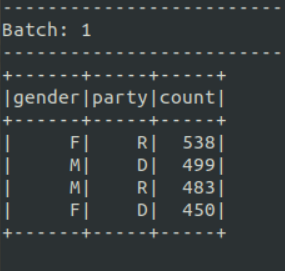 -------------------------------------------
Batch: 1
-------------------------------------------
+------+-----+-----+
|gender|party|count|
+------+-----+-----+
|     F|    R|  538|
|     M|    D|  499|
|     M|    R|  483|
|     F|    D|  450|
+------+-----+-----+